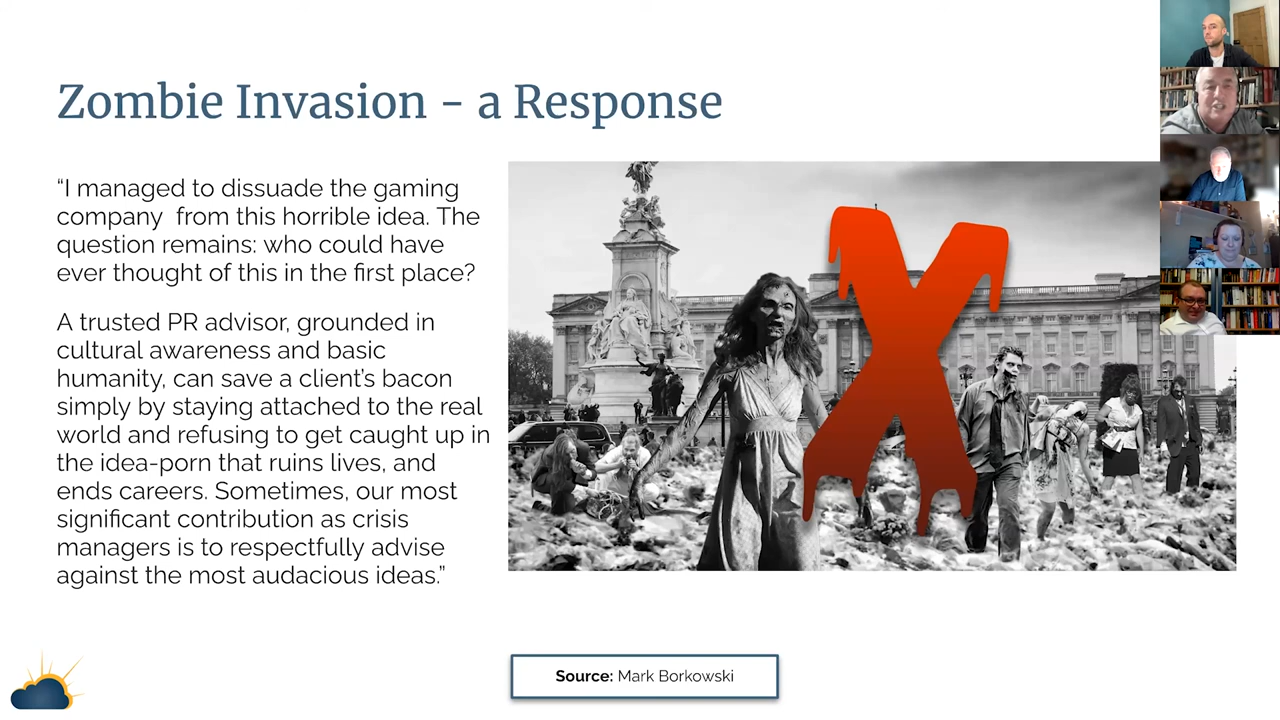 Zombie Invasion - a Response
“I managed to dissuade the gaming
company  from this horrible idea. The
question remains: who could have
ever thought of this in the first place?
A trusted PR advisor, grounded in
cultural awareness and basic
humanity, can save a client’s bacon
simply by staying attached to the real
world and refusing to get caught up in
the idea-porn that ruins lives, and
ends careers. Sometimes, our most
significant contribution as crisis
managers is to respectfully advise
against the most audacious ideas.”
X
Source: Mark Borkowski